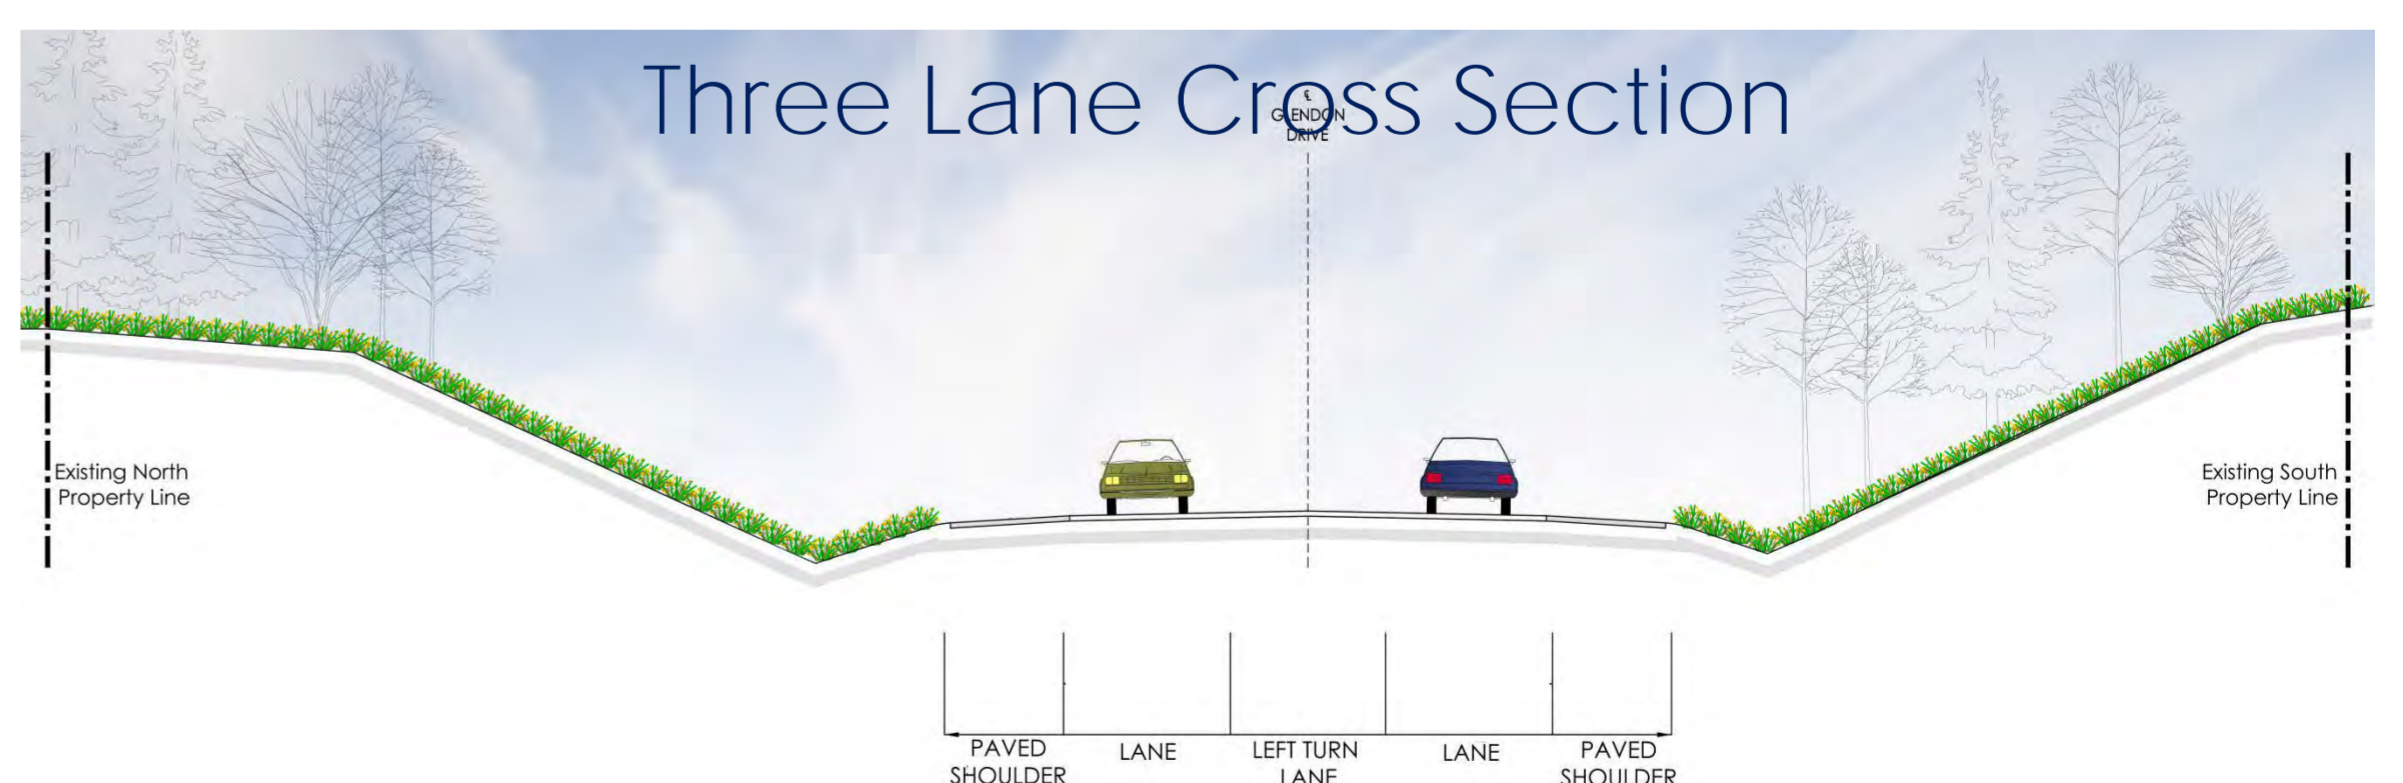 Three Lane Cross Section
℄
GLENDON
DRIVE
Existing North
Property Line
Existing South
Property Line
PAVED
SHOULDER
LANE
LEFT TURN
LANE
LANE
PAVED
SHOULDER